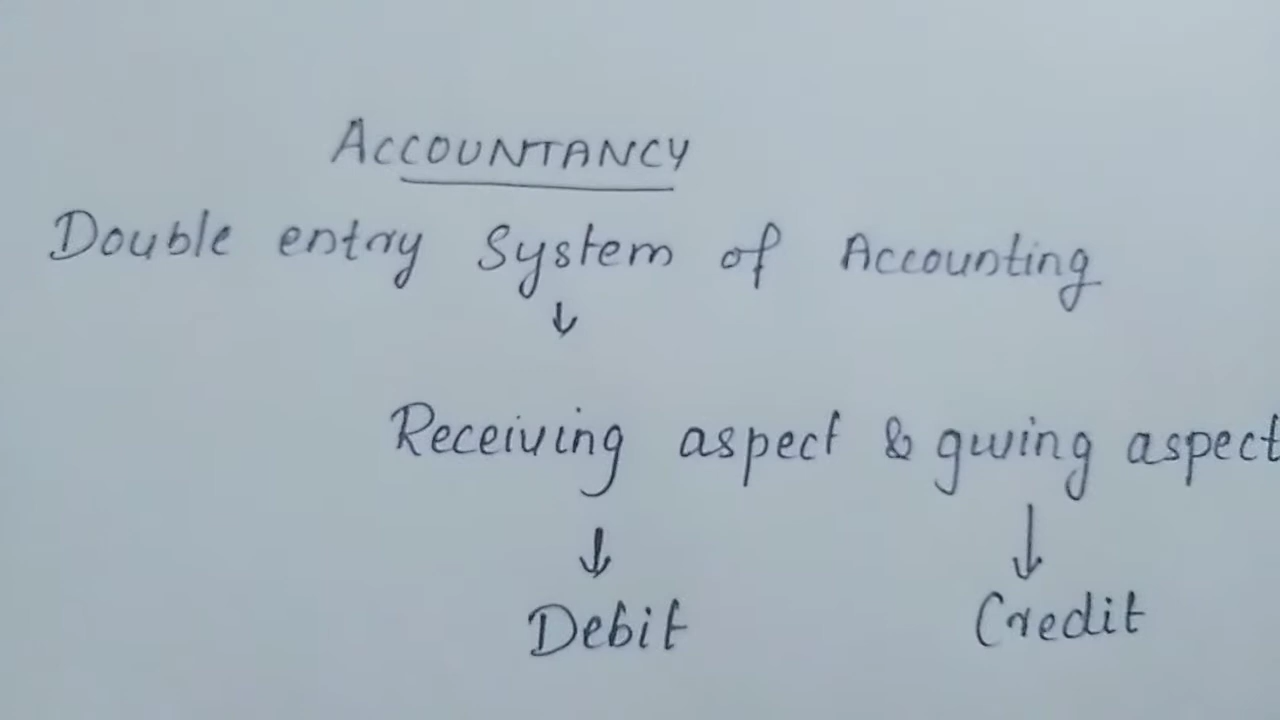 ACCOUNTANCY
Double entry System of Accounting
↓
Receiving aspect & giving aspect
↓ ↓
Debit Credit